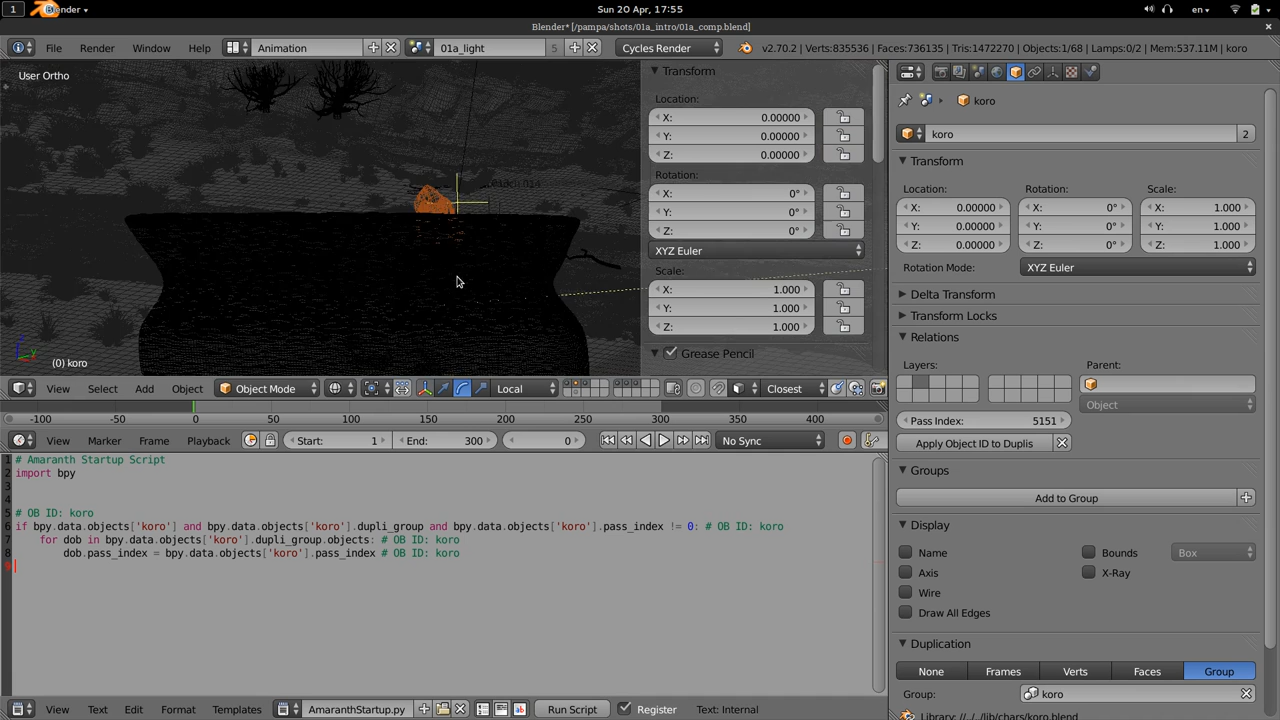 1 Blender Sun 20 Apr, 17:55 en
Blender* [/pampa/shots/01a_intro/01a_comp.blend]
File Render Window Help Animation 01a_light 5 Cycles Render v2.70.2 | Verts:835536 | Faces:736135 | Tris:1472270 | Objects:1/68 | Lamps:0/2 | Mem:537.11M | koro
User Ortho
(0) koro
Transform
Location:
X: 0.00000
Y: 0.00000
Z: 0.00000
Rotation:
X: 0°
Y: 0°
Z: 0°
XYZ Euler
Scale:
X: 1.000
Y: 1.000
Z: 1.000
Grease Pencil
View Select Add Object Object Mode Local Closest
-100 -50 0 50 100 150 200 250 300 350 400
View Marker Frame Playback Start: 1 End: 300 0 No Sync
1 # Amaranth Startup Script
2 import bpy
3
4
5 # OB ID: koro
6 if bpy.data.objects['koro'] and bpy.data.objects['koro'].dupli_group and bpy.data.objects['koro'].pass_index != 0: # OB ID: koro
7 for dob in bpy.data.objects['koro'].dupli_group.objects: # OB ID: koro
8 dob.pass_index = bpy.data.objects['koro'].pass_index # OB ID: koro
9
View Text Edit Format Templates AmaranthStartup.py Run Script Register Text: Internal
koro
koro 2
Transform
Location: Rotation: Scale:
X: 0.00000 X: 0° X: 1.000
Y: 0.00000 Y: 0° Y: 1.000
Z: 0.00000 Z: 0° Z: 1.000
Rotation Mode: XYZ Euler
Delta Transform
Transform Locks
Relations
Layers: Parent:
Object
Pass Index: 5151
Apply Object ID to Duplis
Groups
Add to Group
Display
Name Bounds Box
Axis X-Ray
Wire
Draw All Edges
Duplication
None Frames Verts Faces Group
Group: koro
Library: //../../lib/chars/koro.blend